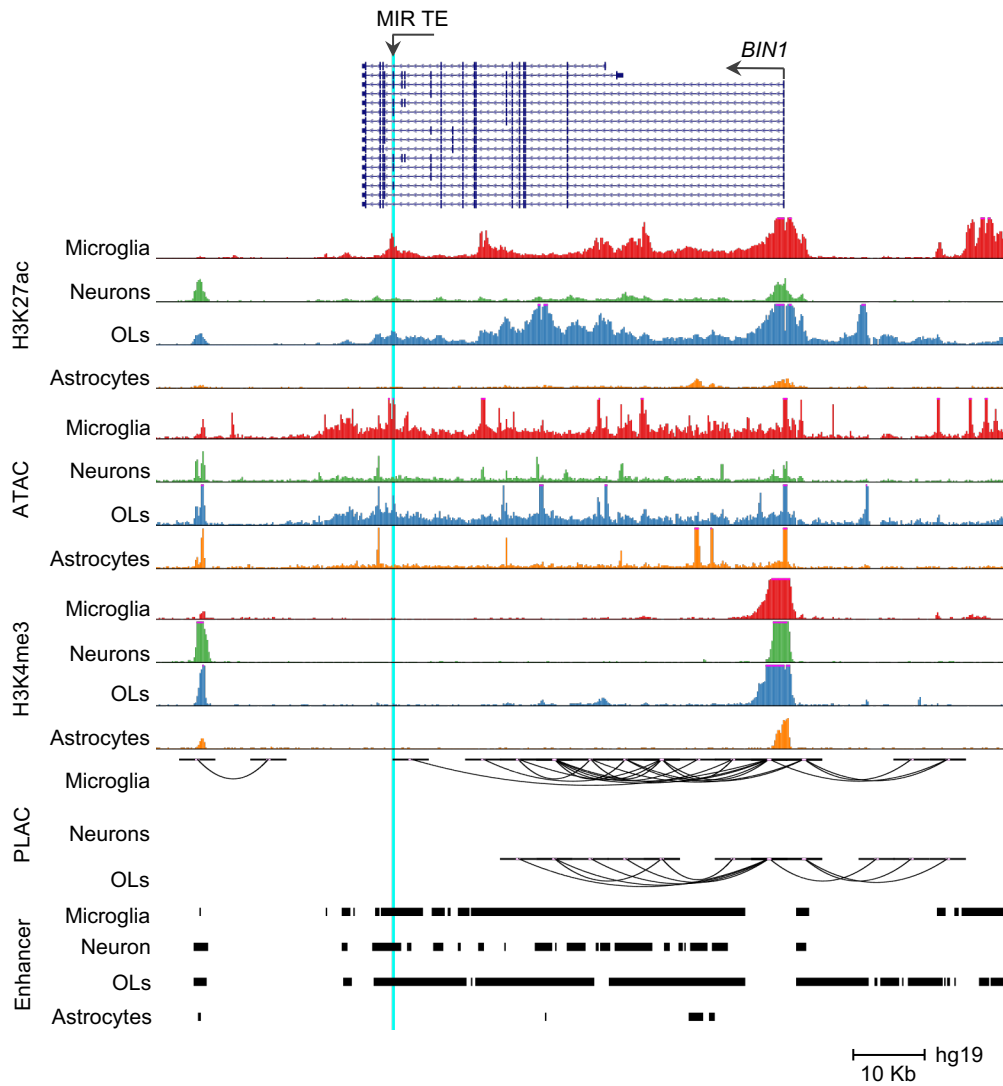 MIR TE
BIN1
H3K27ac
Microglia
Neurons
OLs
Astrocytes
ATAC
Microglia
Neurons
OLs
Astrocytes
H3K4me3
Microglia
Neurons
OLs
Astrocytes
PLAC
Microglia
Neurons
OLs
Enhancer
Microglia
Neuron
OLs
Astrocytes
hg19
10 Kb